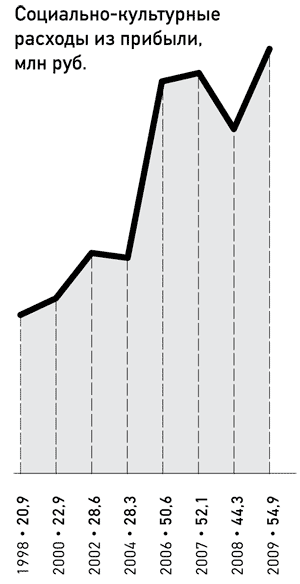 Социально-культурные
расходы из прибыли,
млн руб.
1998 • 20,9
2000 • 22,9
2002 • 28,6
2004 • 28,3
2006 • 50,6
2007 • 52,1
2008 • 44,3
2009 • 54,9